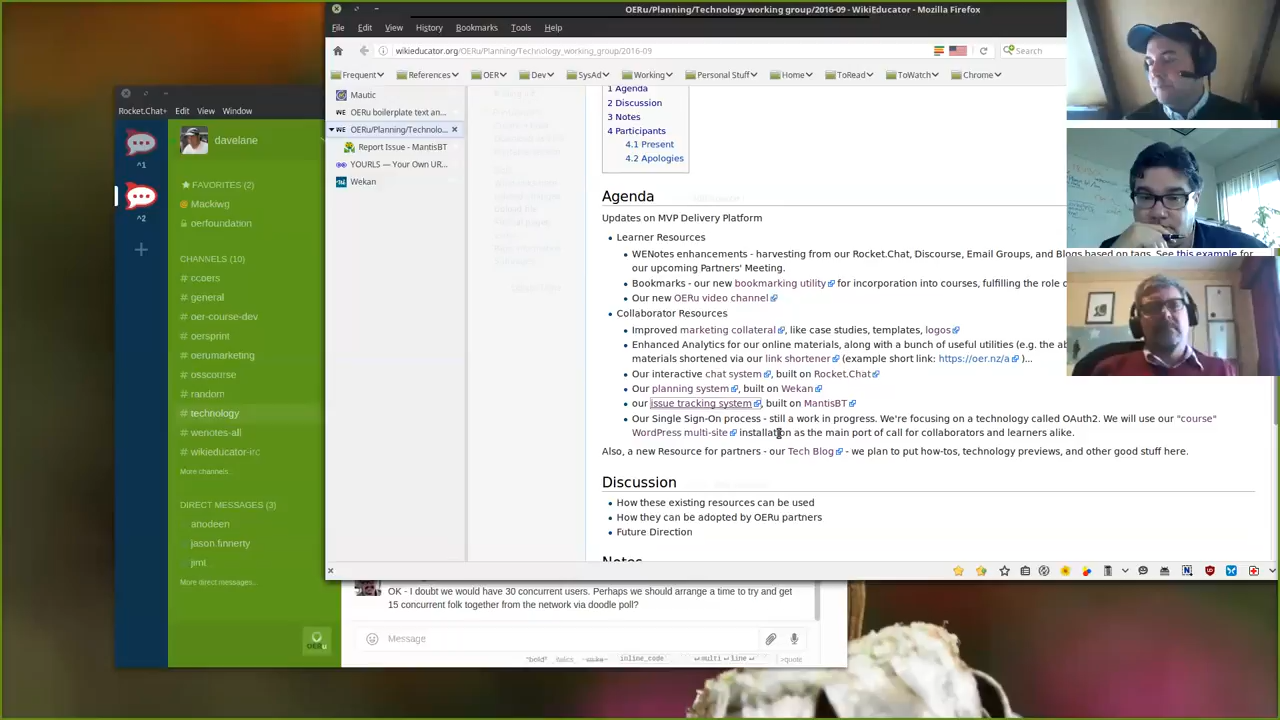 OERu/Planning/Technology working group/2016-09 - WikiEducator - Mozilla Firefox
File Edit View History Bookmarks Tools Help
wikieducator.org/OERu/Planning/Technology_working_group/2016-09
Search
Frequent References OER Dev SysAd Working Personal Stuff Home ToRead ToWatch Chrome
Mautic
OERu boilerplate text an...
OERu/Planning/Technolo...
Report Issue - MantisBT
YOURLS — Your Own UR...
Wekan
Rocket.Chat+ Edit View Window
^1
^2
davelane
FAVORITES (2)
Mackiwg
oerfoundation
CHANNELS (10)
# ccoers
# general
# oer-course-dev
# oersprint
# oerumarketing
# osscourse
# random
# technology
# wenotes-all
# wikieducator-irc
More channels...
DIRECT MESSAGES (3)
anodeen
jason.finnerty
jimt
More direct messages...
OERu
1 Agenda
2 Discussion
3 Notes
4 Participants
4.1 Present
4.2 Apologies
Agenda
Updates on MVP Delivery Platform
Learner Resources
WENotes enhancements - harvesting from our Rocket.Chat, Discourse, Email Groups, and Blogs based on tags. See this example for
our upcoming Partners' Meeting.
Bookmarks - our new bookmarking utility for incorporation into courses, fulfilling the role o
Our new OERu video channel
Collaborator Resources
Improved marketing collateral, like case studies, templates, logos
Enhanced Analytics for our online materials, along with a bunch of useful utilities (e.g. the ab
materials shortened via our link shortener (example short link: https://oer.nz/a)...
Our interactive chat system, built on Rocket.Chat
Our planning system, built on Wekan
our issue tracking system, built on MantisBT
Our Single Sign-On process - still a work in progress. We're focusing on a technology called OAuth2. We will use our "course"
WordPress multi-site installation as the main port of call for collaborators and learners alike.
Also, a new Resource for partners - our Tech Blog - we plan to put how-tos, technology previews, and other good stuff here.
Discussion
How these existing resources can be used
How they can be adopted by OERu partners
Future Direction
Notes
OK - I doubt we would have 30 concurrent users. Perhaps we should arrange a time to try and get
15 concurrent folk together from the network via doodle poll?
Message
*bold* _italics_ ~strike~ inline_code multi line >quote